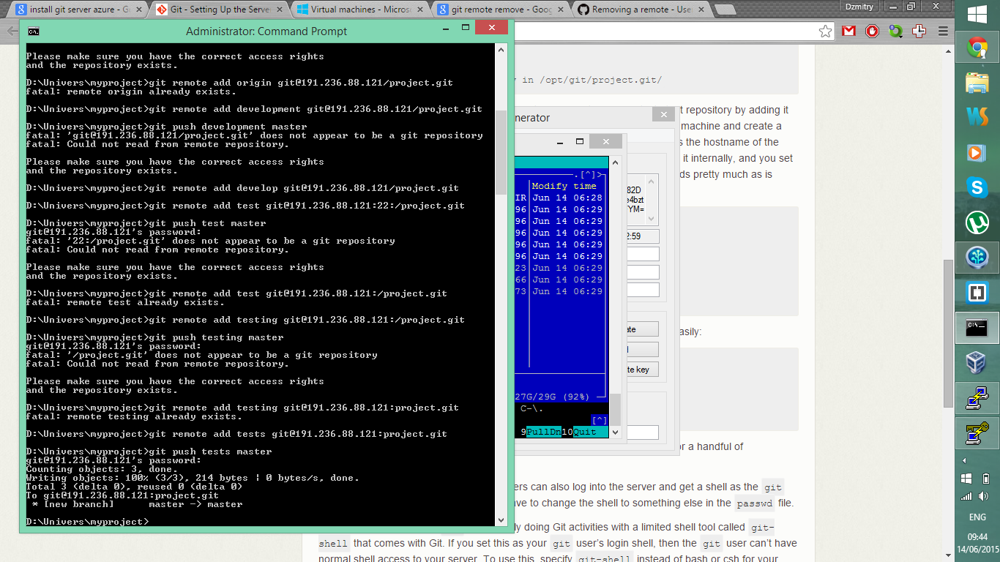 install git server azure - G
Git - Setting Up the Server
Virtual machines - Micros
git remote remove - Goo
Removing a remote - Use
Dzmitry
Administrator: Command Prompt
Please make sure you have the correct access rights
and the repository exists.
D:\Univers\myproject>git remote add origin git@191.236.88.121/project.git
fatal: remote origin already exists.
D:\Univers\myproject>git remote add development git@191.236.88.121/project.git
D:\Univers\myproject>git push development master
fatal: 'git@191.236.88.121/project.git' does not appear to be a git repository
fatal: Could not read from remote repository.
Please make sure you have the correct access rights
and the repository exists.
D:\Univers\myproject>git remote add develop git@191.236.88.121/project.git
D:\Univers\myproject>git remote add test git@191.236.88.121:22:/project.git
D:\Univers\myproject>git push test master
git@191.236.88.121's password:
fatal: '22:/project.git' does not appear to be a git repository
fatal: Could not read from remote repository.
Please make sure you have the correct access rights
and the repository exists.
D:\Univers\myproject>git remote add test git@191.236.88.121:/project.git
fatal: remote test already exists.
D:\Univers\myproject>git remote add testing git@191.236.88.121:/project.git
D:\Univers\myproject>git push testing master
git@191.236.88.121's password:
fatal: '/project.git' does not appear to be a git repository
fatal: Could not read from remote repository.
Please make sure you have the correct access rights
and the repository exists.
D:\Univers\myproject>git remote add testing git@191.236.88.121:project.git
fatal: remote testing already exists.
D:\Univers\myproject>git remote add tests git@191.236.88.121:project.git
D:\Univers\myproject>git push tests master
git@191.236.88.121's password:
Counting objects: 3, done.
Writing objects: 100% (3/3), 214 bytes | 0 bytes/s, done.
Total 3 (delta 0), reused 0 (delta 0)
To git@191.236.88.121:project.git
* [new branch] master -> master
D:\Univers\myproject>
y in /opt/git/project.git/
t repository by adding it
machine and create a
s the hostname of the
it internally, and you set
ds pretty much as is
nerator
.[^]>
Modify time
IR Jun 14 06:28
96 Jun 14 06:29
96 Jun 14 06:29
96 Jun 14 06:29
96 Jun 14 06:29
96 Jun 14 06:29
23 Jun 14 06:29
66 Jun 14 06:29
73 Jun 14 06:29
27G/29G (92%)
C-\.
[^]
9PullDn10Quit
82D
e4bzt
YM=
2:59
ate
te key
asily:
or a handful of
ers can also log into the server and get a shell as the git
ave to change the shell to something else in the passwd file.
ly doing Git activities with a limited shell tool called git-
shell that comes with Git. If you set this as your git user's login shell, then the git user can't have
normal shell access to your server. To use this, specify git-shell instead of bash or csh for your
ENG
09:44
14/06/2015